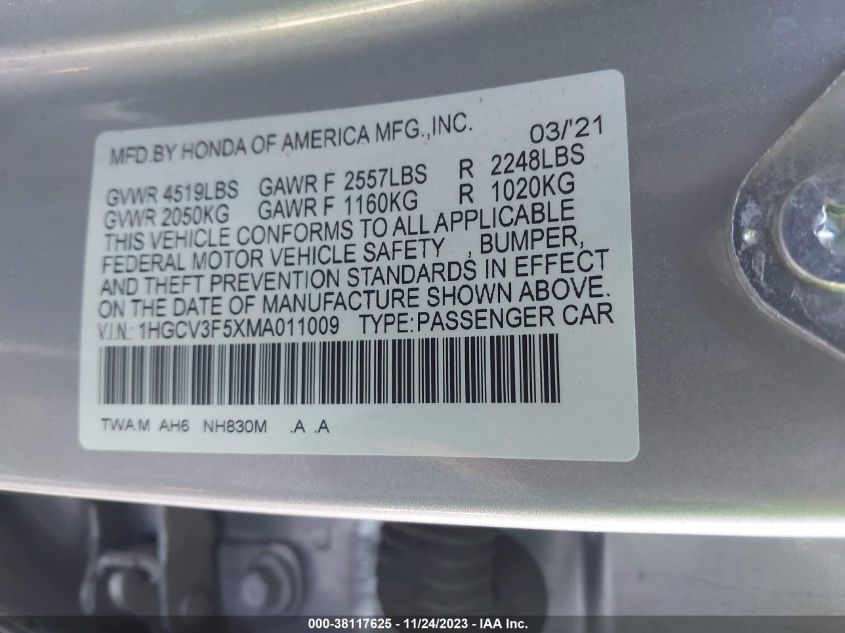 MFD.BY HONDA OF AMERICA MFG.,INC. 03/'21
GVWR 4519LBS GAWR F 2557LBS R 2248LBS
GVWR 2050KG GAWR F 1160KG R 1020KG
THIS VEHICLE CONFORMS TO ALL APPLICABLE
FEDERAL MOTOR VEHICLE SAFETY , BUMPER,
AND THEFT PREVENTION STANDARDS IN EFFECT
ON THE DATE OF MANUFACTURE SHOWN ABOVE.
V.I.N.: 1HGCV3F5XMA011009 TYPE:PASSENGER CAR
TWAM AH6 NH830M .A .A
000-38117625 - 11/24/2023 - IAA Inc.